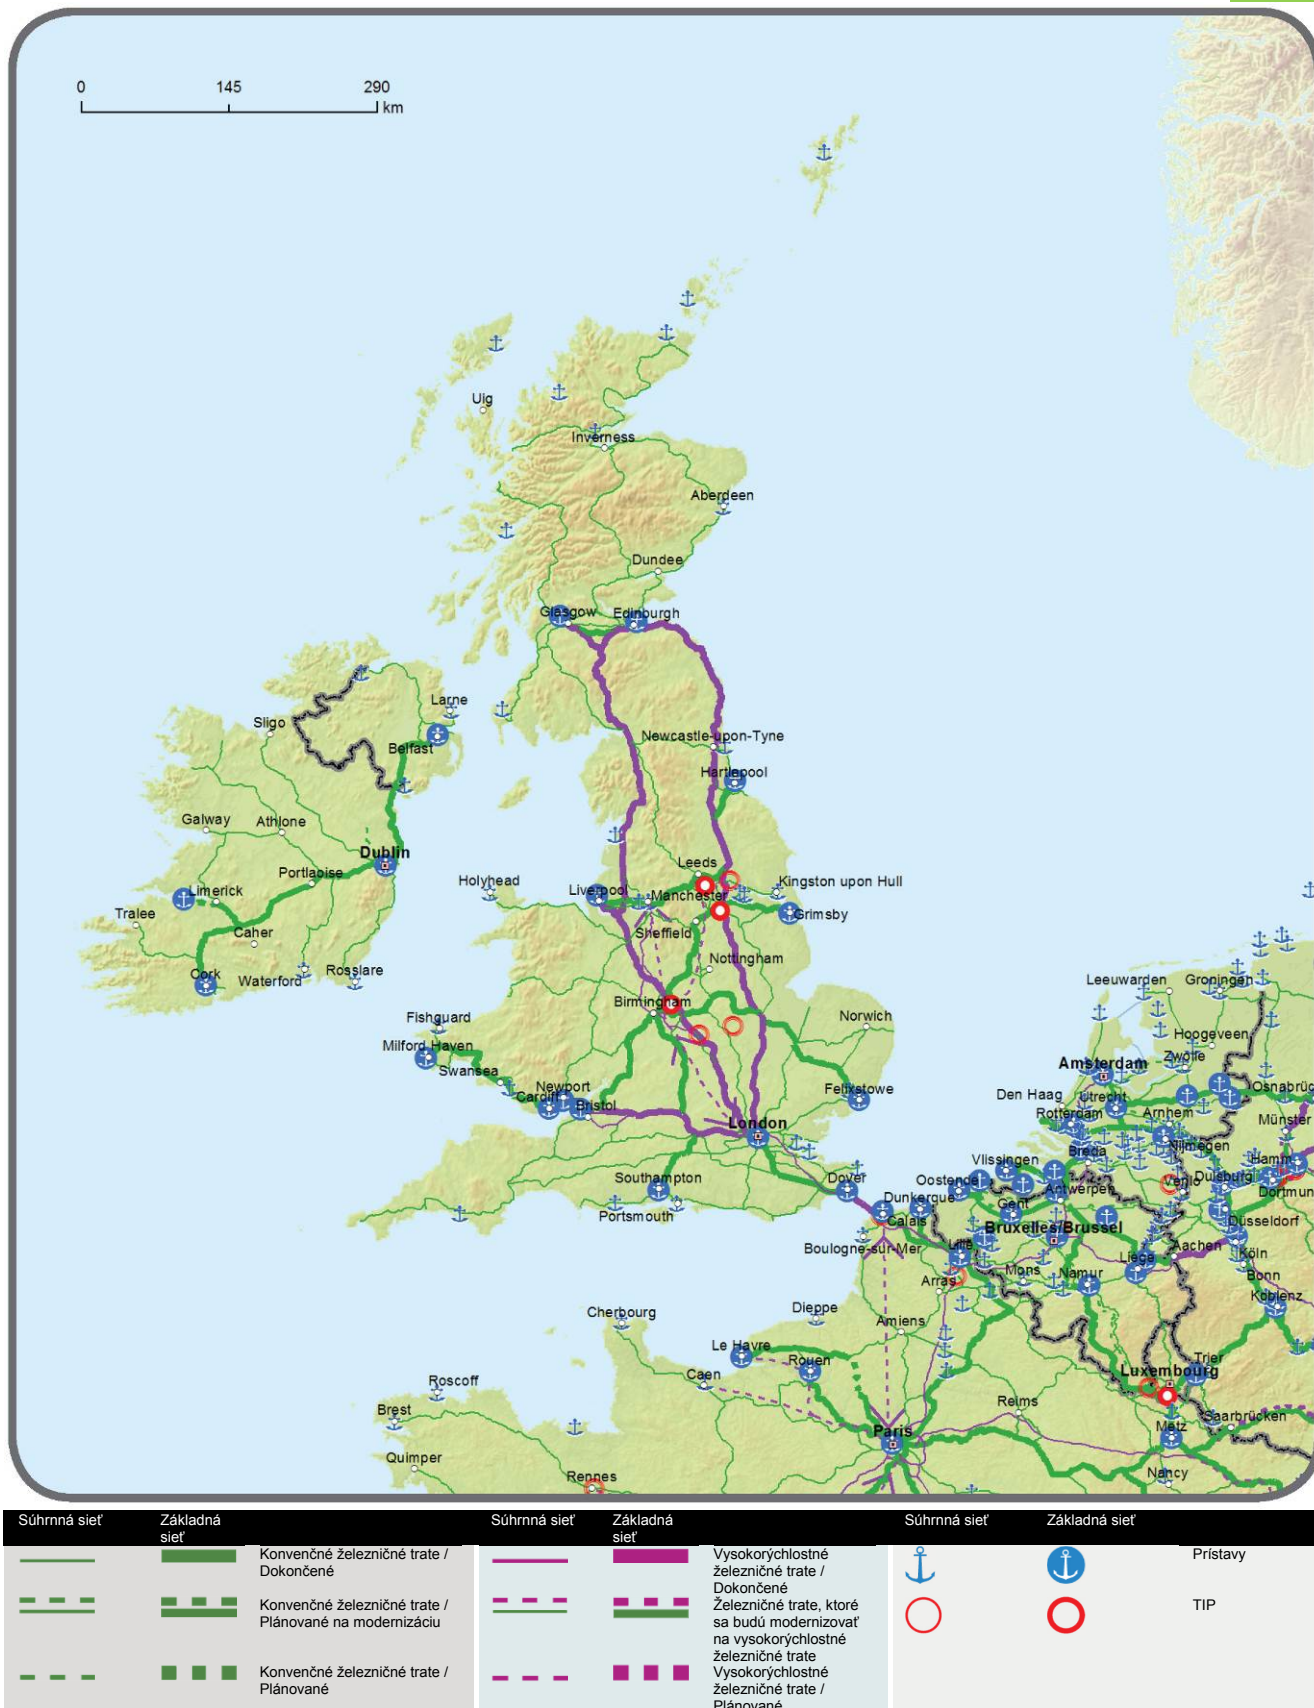 0 145 290
km
Uig
Inverness
Aberdeen
Dundee
Glasgow Edinburgh
Larne
Sligo
Belfast
Newcastle-upon-Tyne
Hartlepool
Galway Athlone
Dublin
Portlaoise
Leeds
Holyhead
Liverpool
Manchester
Kingston upon Hull
Limerick
Tralee
Grimsby
Sheffield
Caher
Nottingham
Cork
Waterford
Rosslare
Birmingham
Leeuwarden Groningen
Fishguard
Norwich
Hoogeveen
Milford Haven
Zwolle
Swansea
Amsterdam
Newport
Felixstowe
Den Haag
Utrecht
Osnabrüc
Cardiff
Bristol
Rotterdam
Arnhem
London
Münster
Nijmegen
Breda
Vlissingen
Hamm
Southampton
Dover
Oostende
Duisburg
Venlo
Dunkerque
Antwerpen
Dortmun
Portsmouth
Gent
Calais
Düsseldorf
Bruxelles/Brussel
Boulogne-sur-Mer
Lille
Liège
Aachen
Köln
Arras
Mons
Namur
Bonn
Koblenz
Cherbourg
Dieppe
Amiens
Le Havre
Rouen
Trier
Caen
Luxembourg
Roscoff
Reims
Brest
Saarbrücken
Paris
Metz
Quimper
Rennes
Nancy
Súhrnná sieť Základná sieť
Konvenčné železničné trate / Dokončené
Konvenčné železničné trate / Plánované na modernizáciu
Konvenčné železničné trate / Plánované
Súhrnná sieť Základná sieť
Vysokorýchlostné železničné trate / Dokončené
Železničné trate, ktoré sa budú modernizovať na vysokorýchlostné železničné trate
Vysokorýchlostné železničné trate / Plánované
Súhrnná sieť Základná sieť
Prístavy
TIP